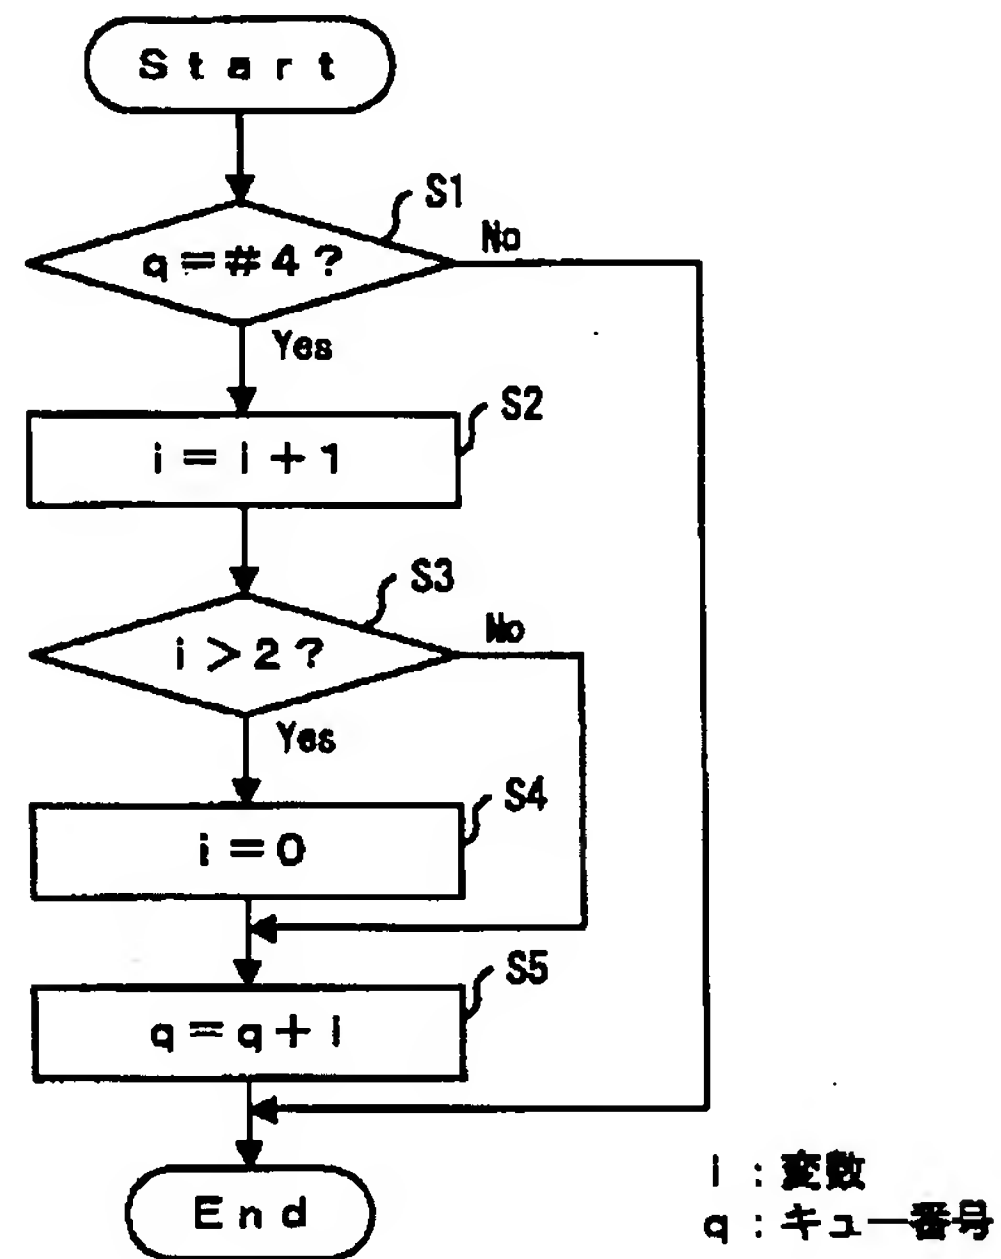 Start
S1
q=#4?
No
Yes
S2
i=i+1
S3
i>2?
No
Yes
S4
i=0
S5
q=q+i
End
i:変数
q:キュー番号